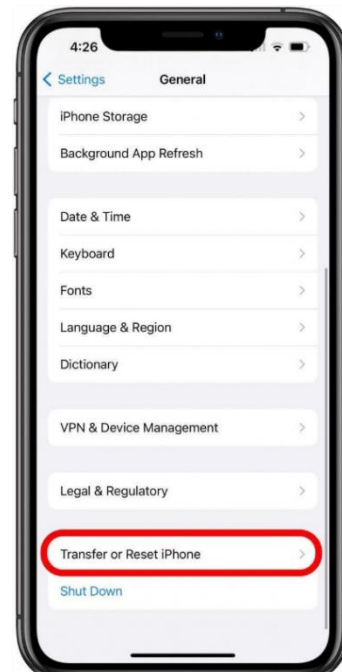 4:26
Settings
General
iPhone Storage
Background App Refresh
Date & Time
Keyboard
Fonts
Language & Region
Dictionary
VPN & Device Management
Legal & Regulatory
Transfer or Reset iPhone
Shut Down